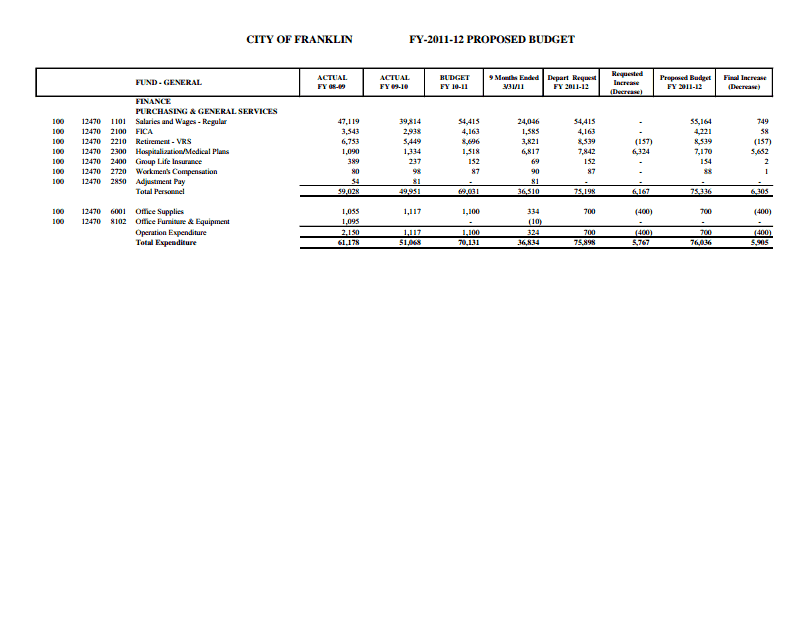 CITY OF FRANKLIN FY-2011-12 PROPOSED BUDGET
FUND - GENERAL ACTUAL FY 08-09 ACTUAL FY 09-10 BUDGET FY 10-11 9 Months Ended 3/31/11 Depart Request FY 2011-12 Requested Increase (Decrease) Proposed Budget FY 2011-12 Final Increase (Decrease)
FINANCE
PURCHASING & GENERAL SERVICES
100 12470 1101 Salaries and Wages - Regular 47,119 39,814 54,415 24,046 54,415 - 55,164 749
100 12470 2100 FICA 3,543 2,938 4,163 1,585 4,163 - 4,221 58
100 12470 2210 Retirement - VRS 6,753 5,449 8,696 3,821 8,539 (157) 8,539 (157)
100 12470 2300 Hospitalization/Medical Plans 1,090 1,334 1,518 6,817 7,842 6,324 7,170 5,652
100 12470 2400 Group Life Insurance 389 237 152 69 152 - 154 2
100 12470 2720 Workmen's Compensation 80 98 87 90 87 - 88 1
100 12470 2850 Adjustment Pay 54 81 - 81 - - -
Total Personnel 59,028 49,951 69,031 36,510 75,198 6,167 75,336 6,305
100 12470 6001 Office Supplies 1,055 1,117 1,100 334 700 (400) 700 (400)
100 12470 8102 Office Furniture & Equipment 1,095 - (10) - - -
Operation Expenditure 2,150 1,117 1,100 324 700 (400) 700 (400)
Total Expenditure 61,178 51,068 70,131 36,834 75,898 5,767 76,036 5,905